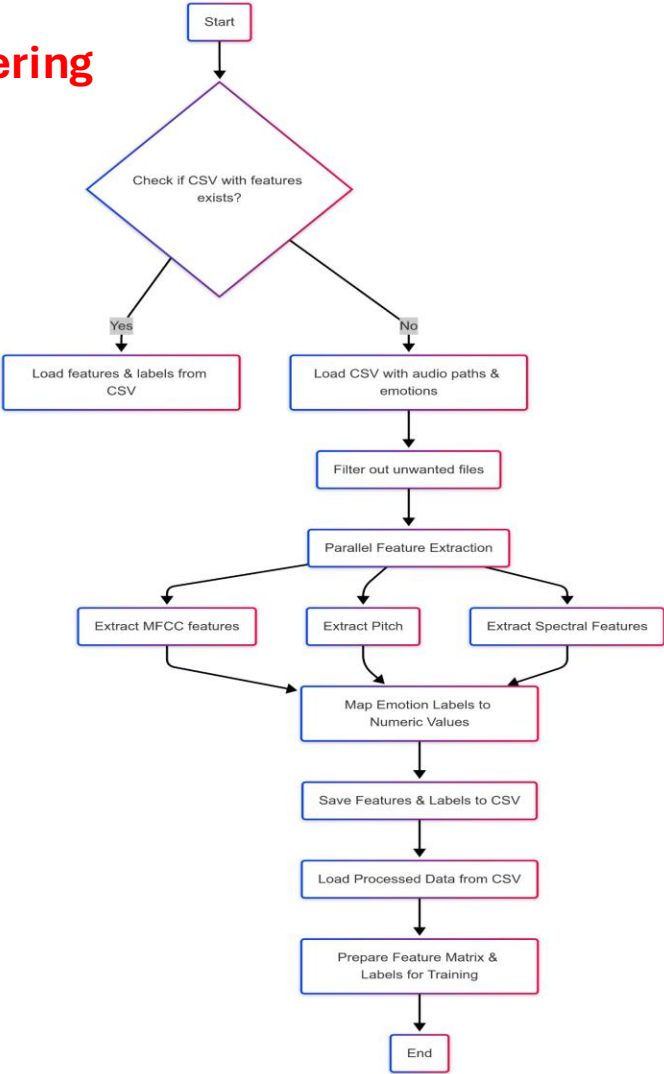 Start
ering
Check if CSV with features
exists?
Yes
No
Load features & labels from
CSV
Load CSV with audio paths &
emotions
Filter out unwanted files
Parallel Feature Extraction
Extract MFCC features
Extract Pitch
Extract Spectral Features
Map Emotion Labels to
Numeric Values
Save Features & Labels to CSV
Load Processed Data from CSV
Prepare Feature Matrix &
Labels for Training
End